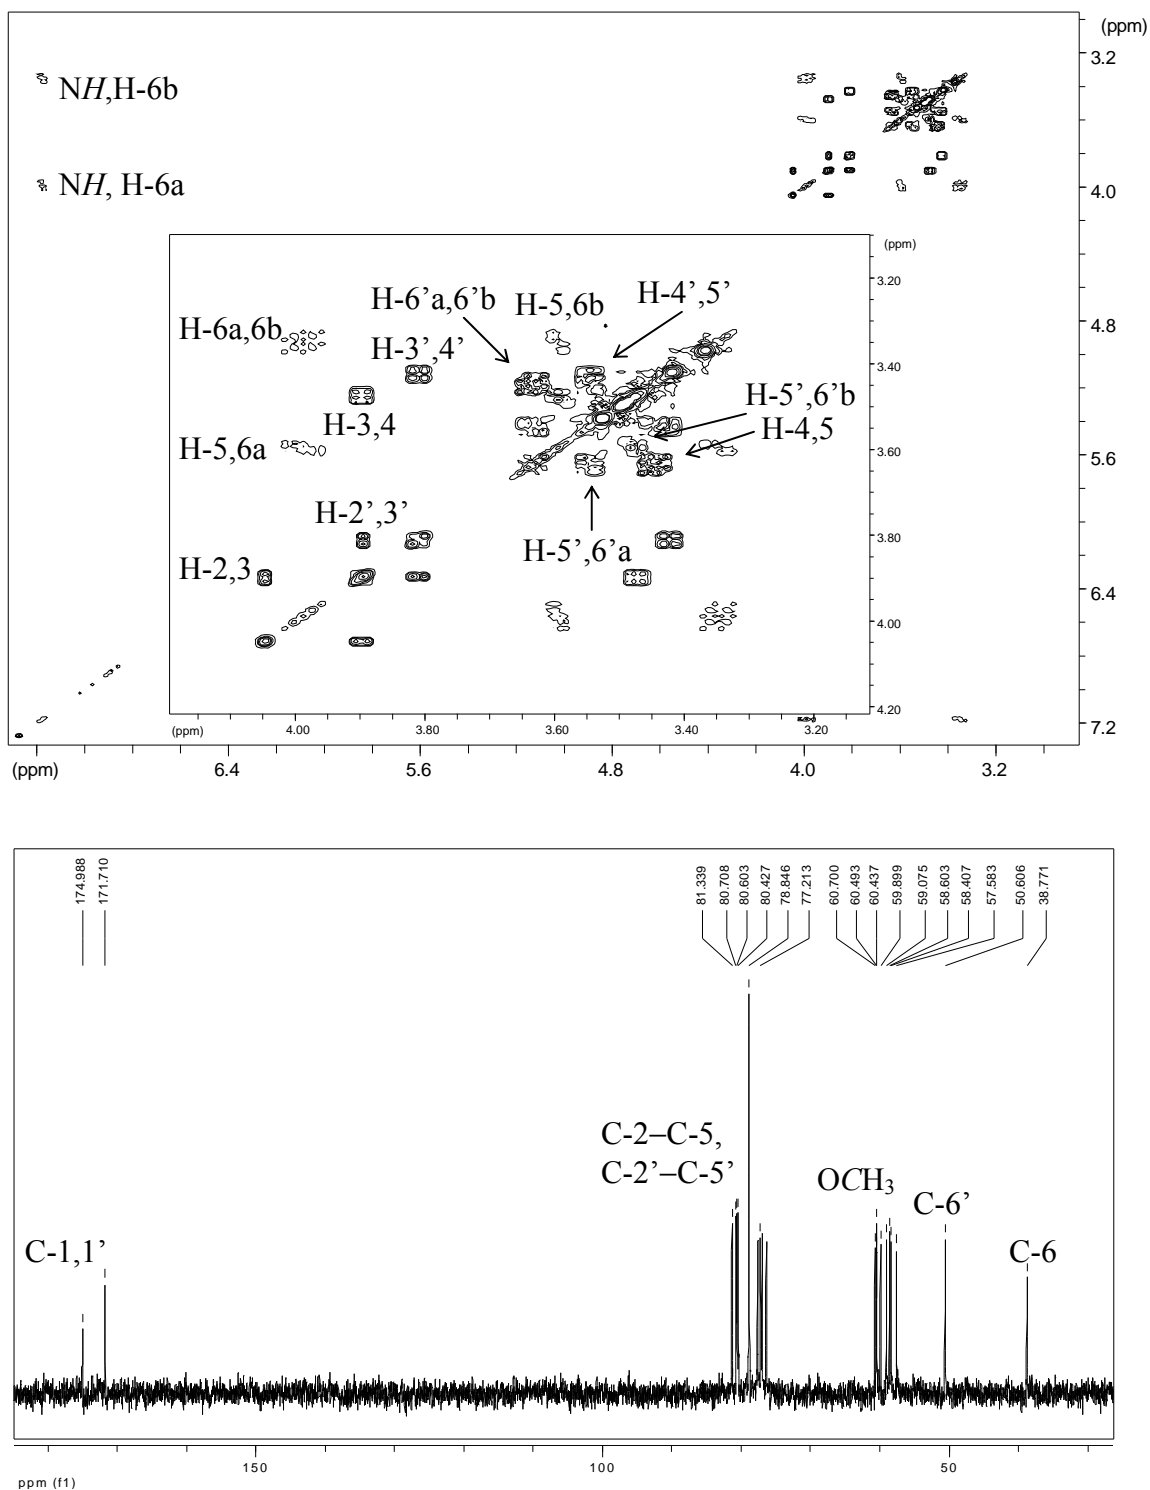 (ppm)
3.2
NH,H-6b
NH, H-6a
4.0
(ppm)
3.20
H-6'a,6'b
H-5,6b
H-4',5'
H-6a,6b
4.8
H-3',4'
3.40
H-5',6'b
H-3,4
H-4,5
H-5,6a
3.60
5.6
H-2',3'
3.80
H-5',6'a
H-2,3
6.4
4.00
4.20
(ppm)
4.00
3.80
3.60
3.40
3.20
7.2
(ppm)
6.4
5.6
4.8
4.0
3.2
174.988
171.710
81.339
80.708
80.603
80.427
78.846
77.213
60.700
60.493
60.437
59.899
59.075
58.603
58.407
57.583
50.606
38.771
C-2–C-5,
C-2'–C-5'
OCH₃
C-6'
C-1,1'
C-6
150
100
50
ppm (f1)